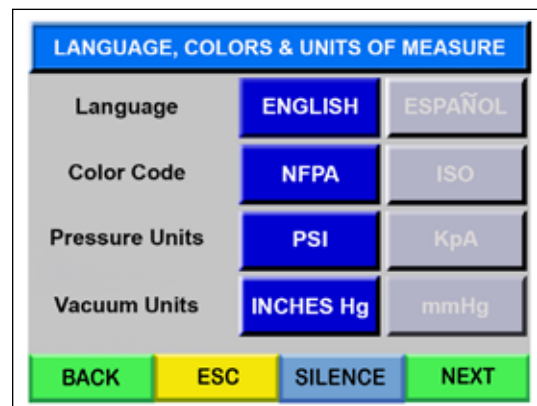 LANGUAGE, COLORS & UNITS OF MEASURE
Language ENGLISH ESPAÑOL
Color Code NFPA ISO
Pressure Units PSI KpA
Vacuum Units INCHES Hg mmHg
BACK ESC SILENCE NEXT